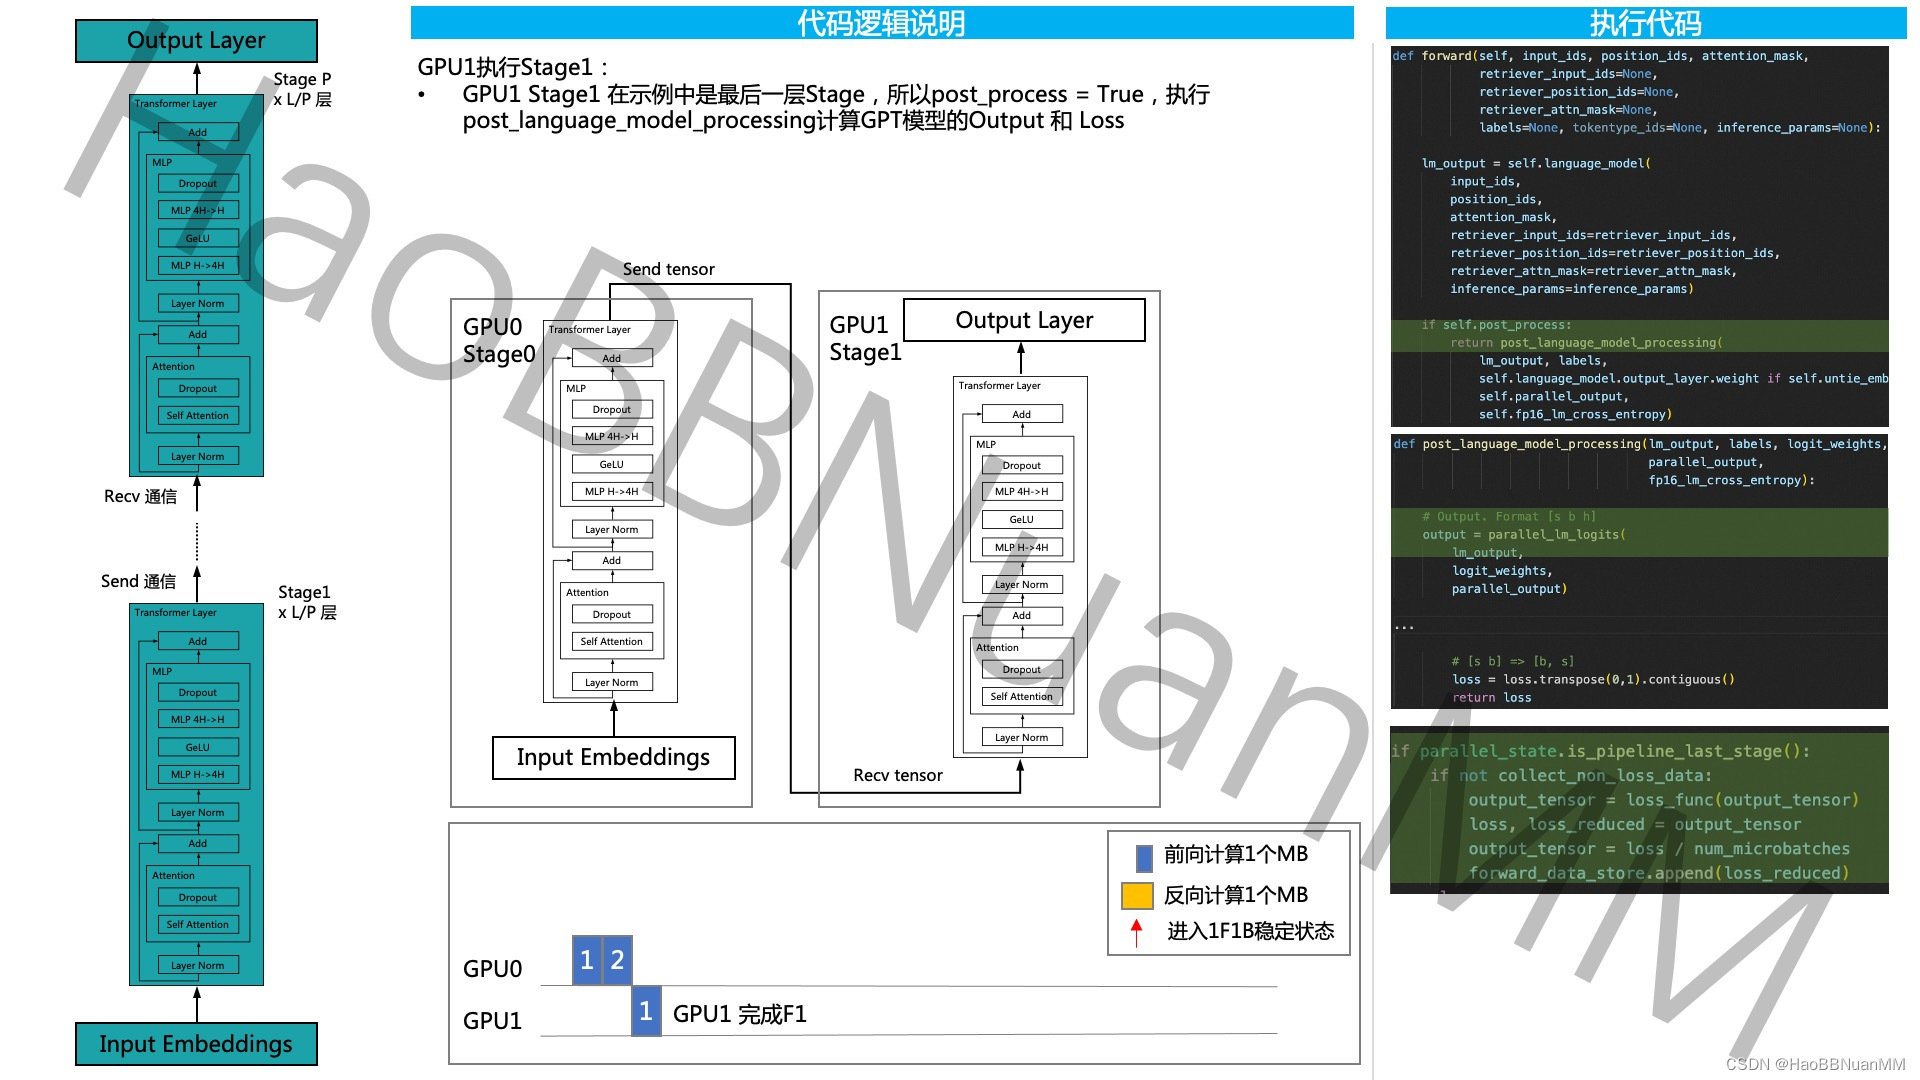 Output Layer
Stage P
x L/P 层
Transformer Layer
Add
MLP
Dropout
MLP 4H->H
GeLU
MLP H->4H
Layer Norm
Add
Attention
Dropout
Self Attention
Layer Norm
Recv 通信
Send 通信
Stage1
x L/P 层
Transformer Layer
Add
MLP
Dropout
MLP 4H->H
GeLU
MLP H->4H
Layer Norm
Add
Attention
Dropout
Self Attention
Layer Norm
Input Embeddings
代码逻辑说明
GPU1执行Stage1：
• GPU1 Stage1 在示例中是最后一层Stage，所以post_process = True，执行
post_language_model_processing计算GPT模型的Output 和 Loss
Send tensor
GPU0
Stage0
Transformer Layer
Add
MLP
Dropout
MLP 4H->H
GeLU
MLP H->4H
Layer Norm
Add
Attention
Dropout
Self Attention
Layer Norm
Input Embeddings
GPU1
Stage1
Output Layer
Transformer Layer
Add
MLP
Dropout
MLP 4H->H
GeLU
MLP H->4H
Layer Norm
Add
Attention
Dropout
Self Attention
Layer Norm
Recv tensor
前向计算1个MB
反向计算1个MB
进入1F1B稳定状态
GPU0
1 2
GPU1
1
GPU1 完成F1
执行代码
def forward(self, input_ids, position_ids, attention_mask,
retriever_input_ids=None,
retriever_position_ids=None,
retriever_attn_mask=None,
labels=None, tokentype_ids=None, inference_params=None):
lm_output = self.language_model(
input_ids,
position_ids,
attention_mask,
retriever_input_ids=retriever_input_ids,
retriever_position_ids=retriever_position_ids,
retriever_attn_mask=retriever_attn_mask,
inference_params=inference_params)
if self.post_process:
return post_language_model_processing(
lm_output, labels,
self.language_model.output_layer.weight if self.untie_emb
self.parallel_output,
self.fp16_lm_cross_entropy)
def post_language_model_processing(lm_output, labels, logit_weights,
parallel_output,
fp16_lm_cross_entropy):
# Output. Format [s b h]
output = parallel_lm_logits(
lm_output,
logit_weights,
parallel_output)
...
# [s b] => [b, s]
loss = loss.transpose(0,1).contiguous()
return loss
if parallel_state.is_pipeline_last_stage():
if not collect_non_loss_data:
output_tensor = loss_func(output_tensor)
loss, loss_reduced = output_tensor
output_tensor = loss / num_microbatches
forward_data_store.append(loss_reduced)
HaoBBNuanMM
CSDN @HaoBBNuanMM